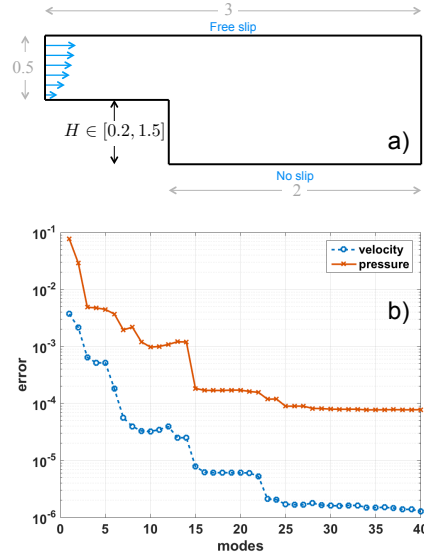 3
Free slip
0.5
H ∈ [0.2, 1.5]
a)
No slip
2
10^-1
velocity
pressure
10^-2
b)
10^-3
error
10^-4
10^-5
10^-6
0 5 10 15 20 25 30 35 40
modes